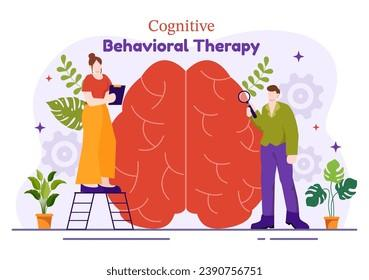 Cognitive
Behavioral Therapy
shutterstock.com · 2390756751